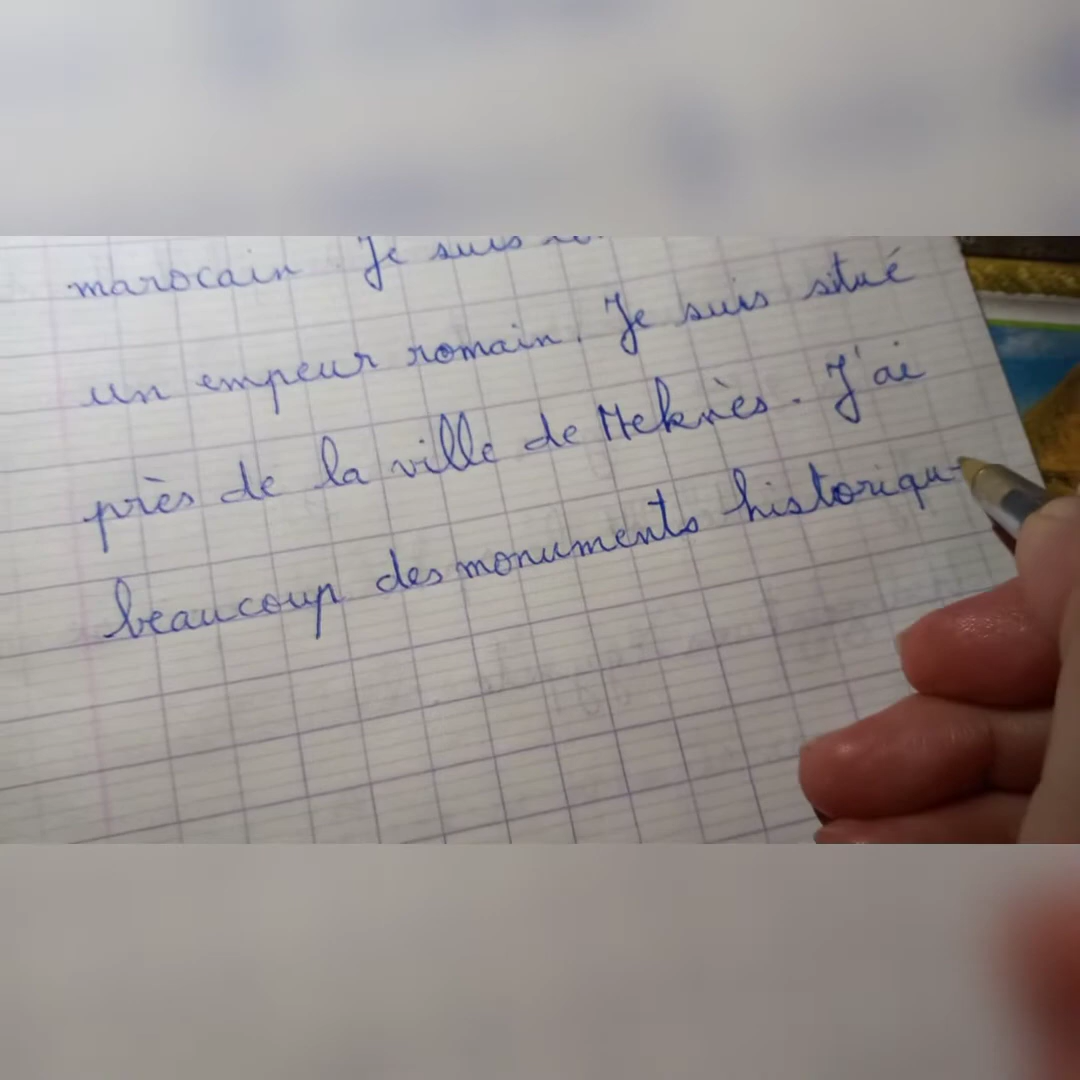 marocain Je suis
un empeur romain. Je suis situé
près de la ville de Meknès. J'ai
beaucoup des monuments historiqu